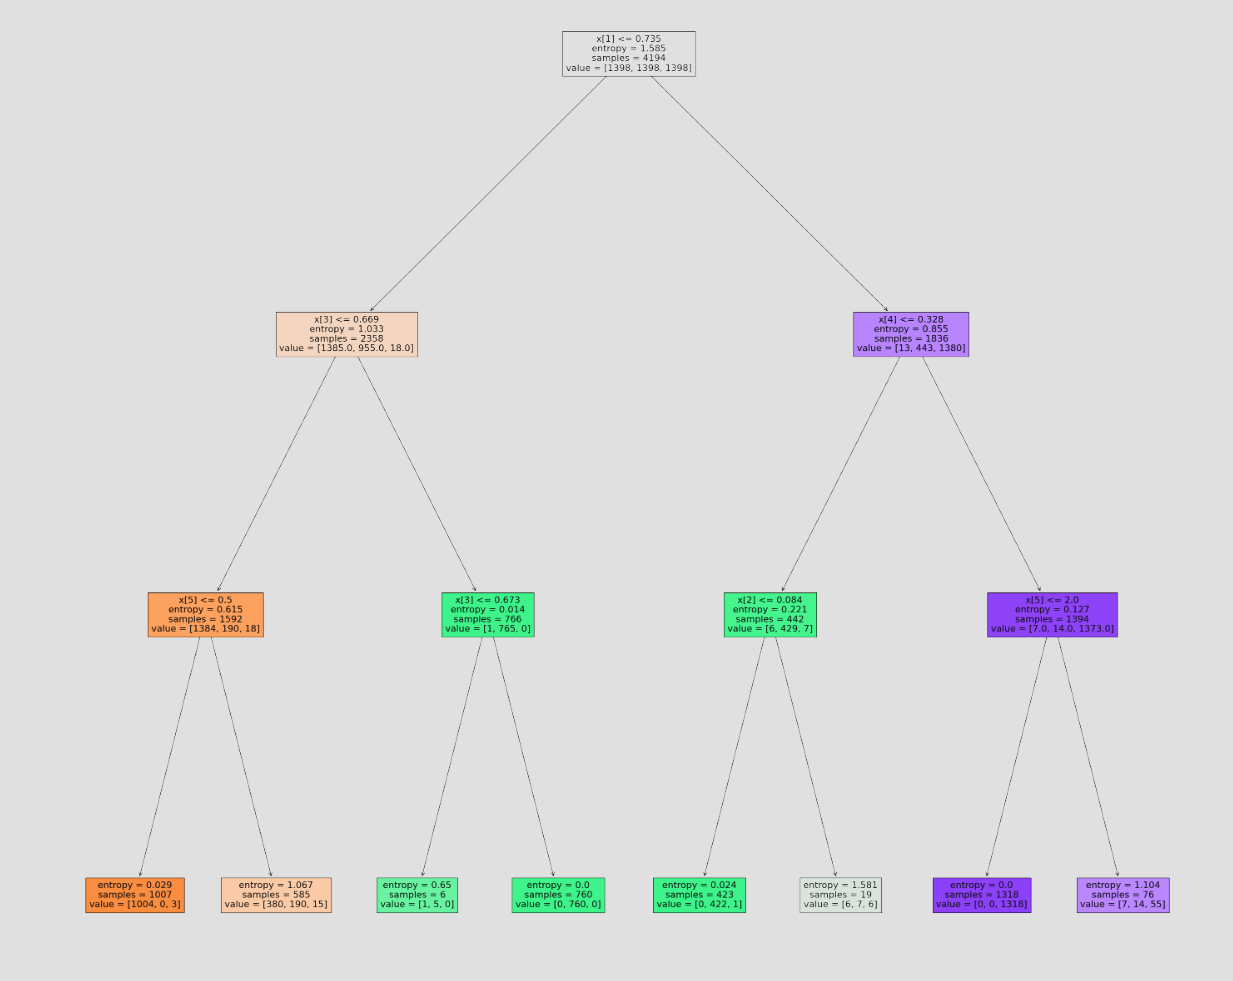 x[1] <= 0.735
entropy = 1.585
samples = 4194
value = [1398, 1398, 1398]
x[3] <= 0.669
entropy = 1.033
samples = 2358
value = [1385.0, 955.0, 18.0]
x[4] <= 0.328
entropy = 0.855
samples = 1836
value = [13, 443, 1380]
x[5] <= 0.5
entropy = 0.615
samples = 1592
value = [1384, 190, 18]
x[3] <= 0.673
entropy = 0.014
samples = 766
value = [1, 765, 0]
x[2] <= 0.084
entropy = 0.221
samples = 442
value = [6, 429, 7]
x[5] <= 2.0
entropy = 0.127
samples = 1394
value = [7.0, 14.0, 1373.0]
entropy = 0.029
samples = 1007
value = [1004, 0, 3]
entropy = 1.067
samples = 585
value = [380, 190, 15]
entropy = 0.65
samples = 6
value = [1, 5, 0]
entropy = 0.0
samples = 760
value = [0, 760, 0]
entropy = 0.024
samples = 423
value = [0, 422, 1]
entropy = 1.581
samples = 19
value = [6, 7, 6]
entropy = 0.0
samples = 1318
value = [0, 0, 1318]
entropy = 1.104
samples = 76
value = [7, 14, 55]